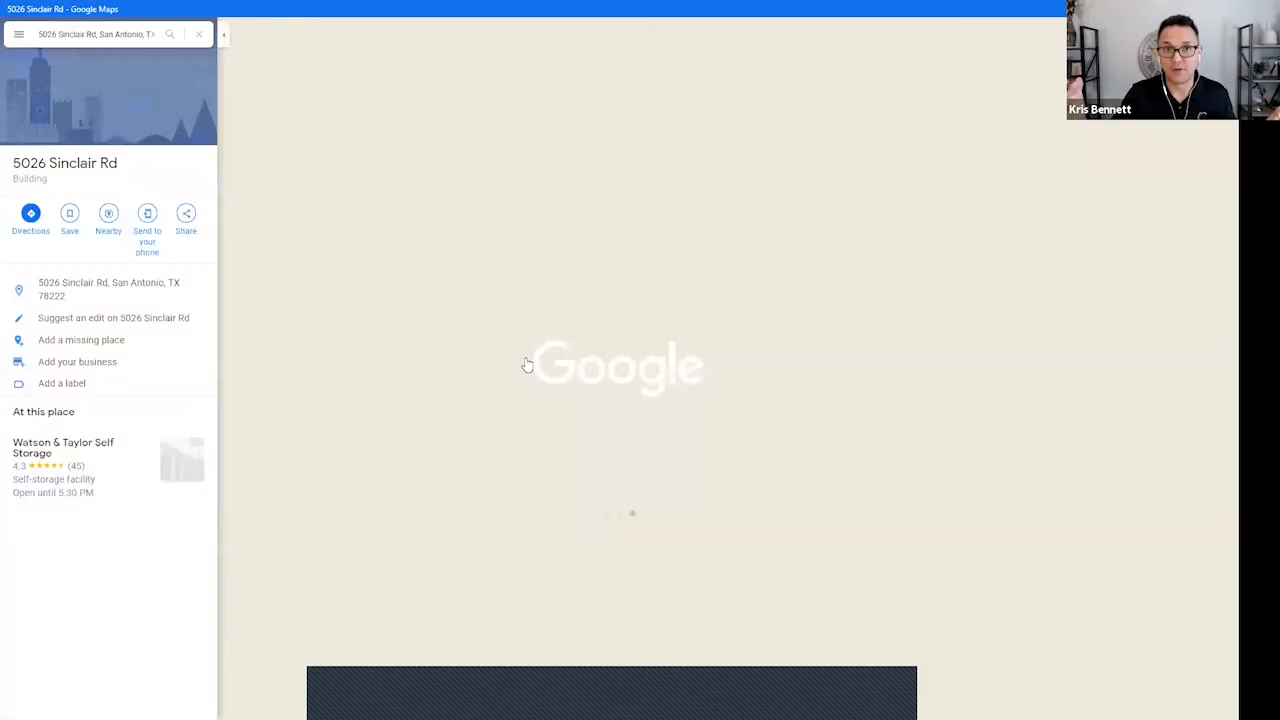 5026 Sinclair Rd - Google Maps
5026 Sinclair Rd, San Antonio, TX
Kris Bennett
5026 Sinclair Rd
Building
Directions
Save
Nearby
Send to
your
phone
Share
5026 Sinclair Rd, San Antonio, TX
78222
Suggest an edit on 5026 Sinclair Rd
Add a missing place
Add your business
Add a label
At this place
Watson & Taylor Self
Storage
4.3 (45)
Self-storage facility
Open until 5:30 PM
Google